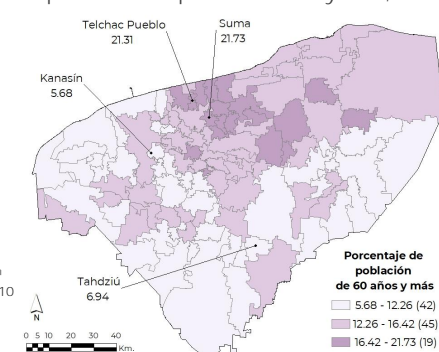 Telchac Pueblo
21.31
Suma
21.73
Kanasín
5.68
Tahdziú
6.94
10
N
0 5 10 20 30 40
Km.
Porcentaje de
población
de 60 años y más
5.68 - 12.26 (42)
12.26 - 16.42 (45)
16.42 - 21.73 (19)